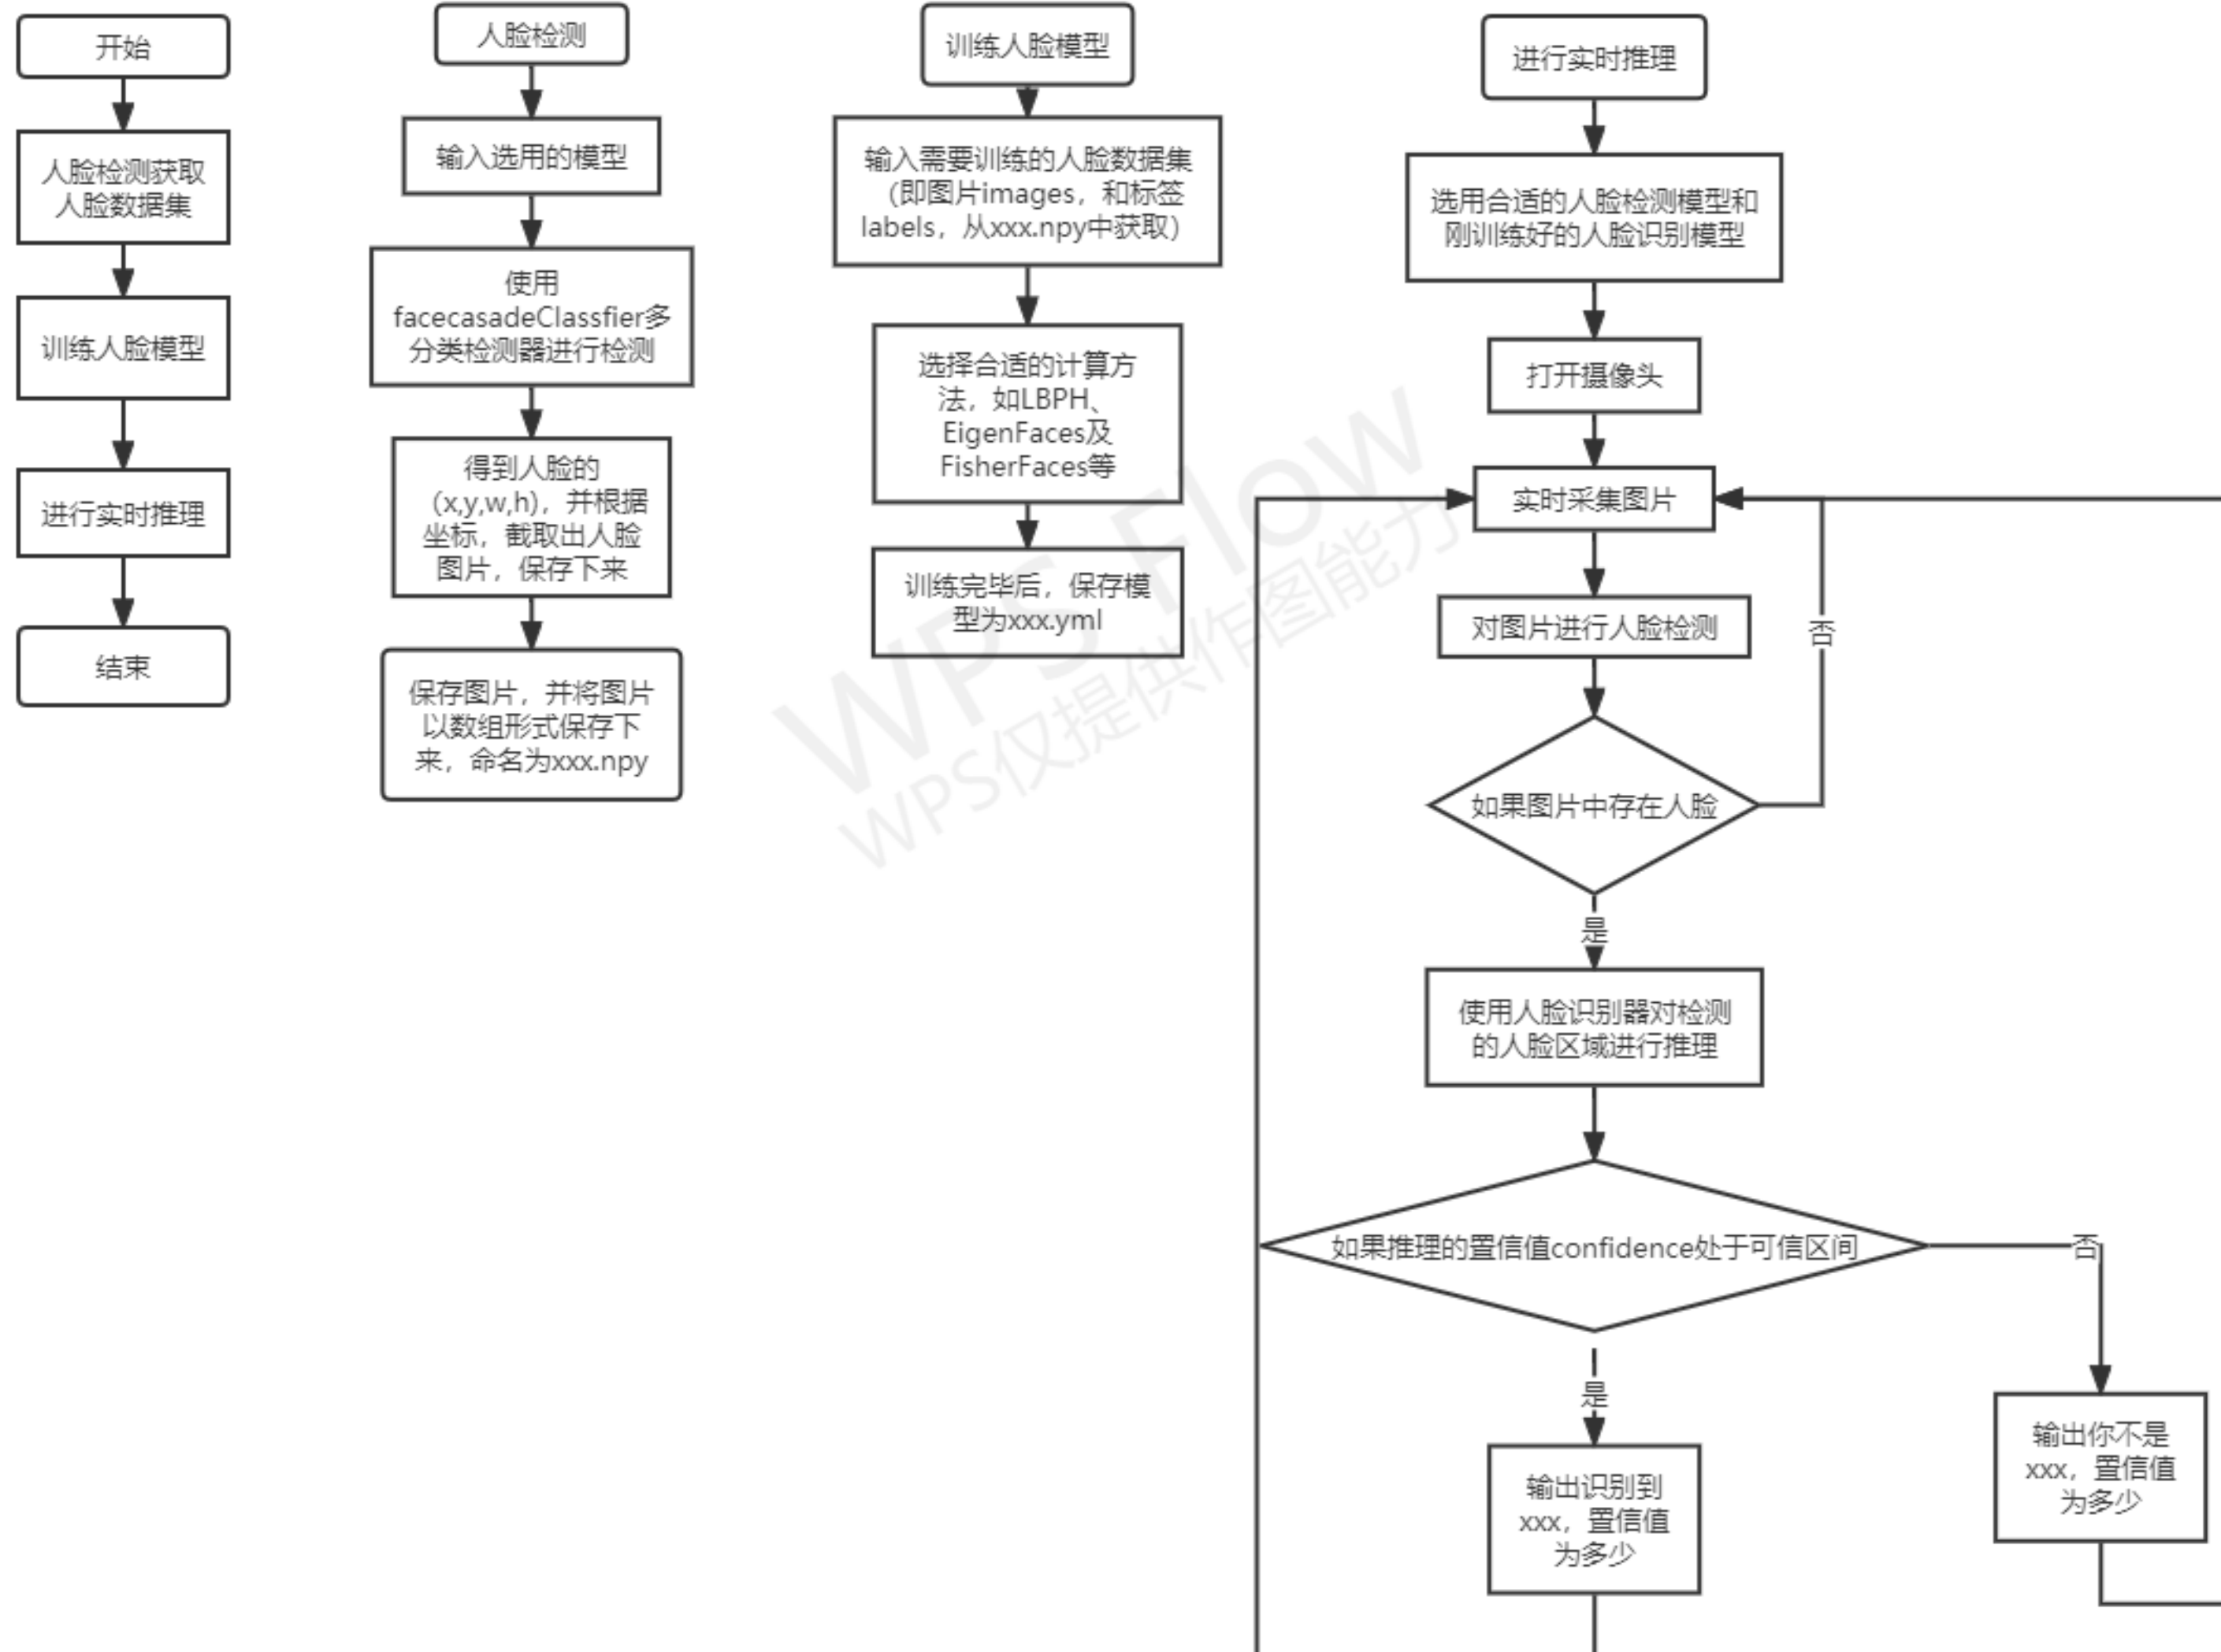 开始
人脸检测获取
人脸数据集
训练人脸模型
进行实时推理
结束
人脸检测
输入选用的模型
使用
facecasadeClassfier多
分类检测器进行检测
得到人脸的
（x,y,w,h)，并根据
坐标，截取出人脸
图片，保存下来
保存图片，并将图片
以数组形式保存下
来，命名为xxx.npy
训练人脸模型
输入需要训练的人脸数据集
（即图片images，和标签
labels，从xxx.npy中获取）
选择合适的计算方
法，如LBPH、
EigenFaces及
FisherFaces等
训练完毕后，保存模
型为xxx.yml
WPS Flow
WPS仅提供作图能力
进行实时推理
选用合适的人脸检测模型和
刚训练好的人脸识别模型
打开摄像头
实时采集图片
对图片进行人脸检测
否
如果图片中存在人脸
是
使用人脸识别器对检测
的人脸区域进行推理
如果推理的置信值confidence处于可信区间
否
是
输出识别到
xxx，置信值
为多少
输出你不是
xxx，置信值
为多少